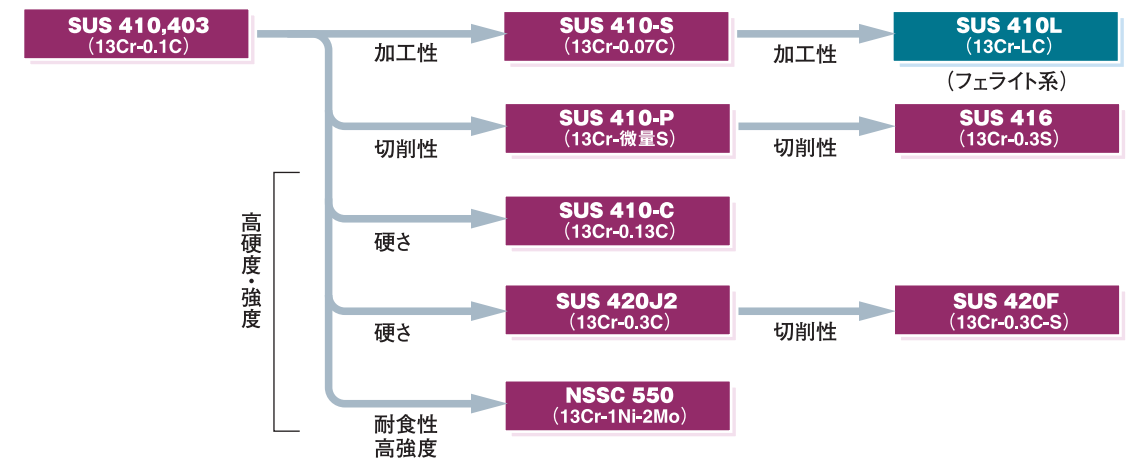 SUS 410,403
(13Cr-0.1C)
加工性
SUS 410-S
(13Cr-0.07C)
加工性
SUS 410L
(13Cr-LC)
(フェライト系)
切削性
SUS 410-P
(13Cr-微量S)
切削性
SUS 416
(13Cr-0.3S)
高硬度・強度
硬さ
SUS 410-C
(13Cr-0.13C)
硬さ
SUS 420J2
(13Cr-0.3C)
切削性
SUS 420F
(13Cr-0.3C-S)
耐食性
高強度
NSSC 550
(13Cr-1Ni-2Mo)